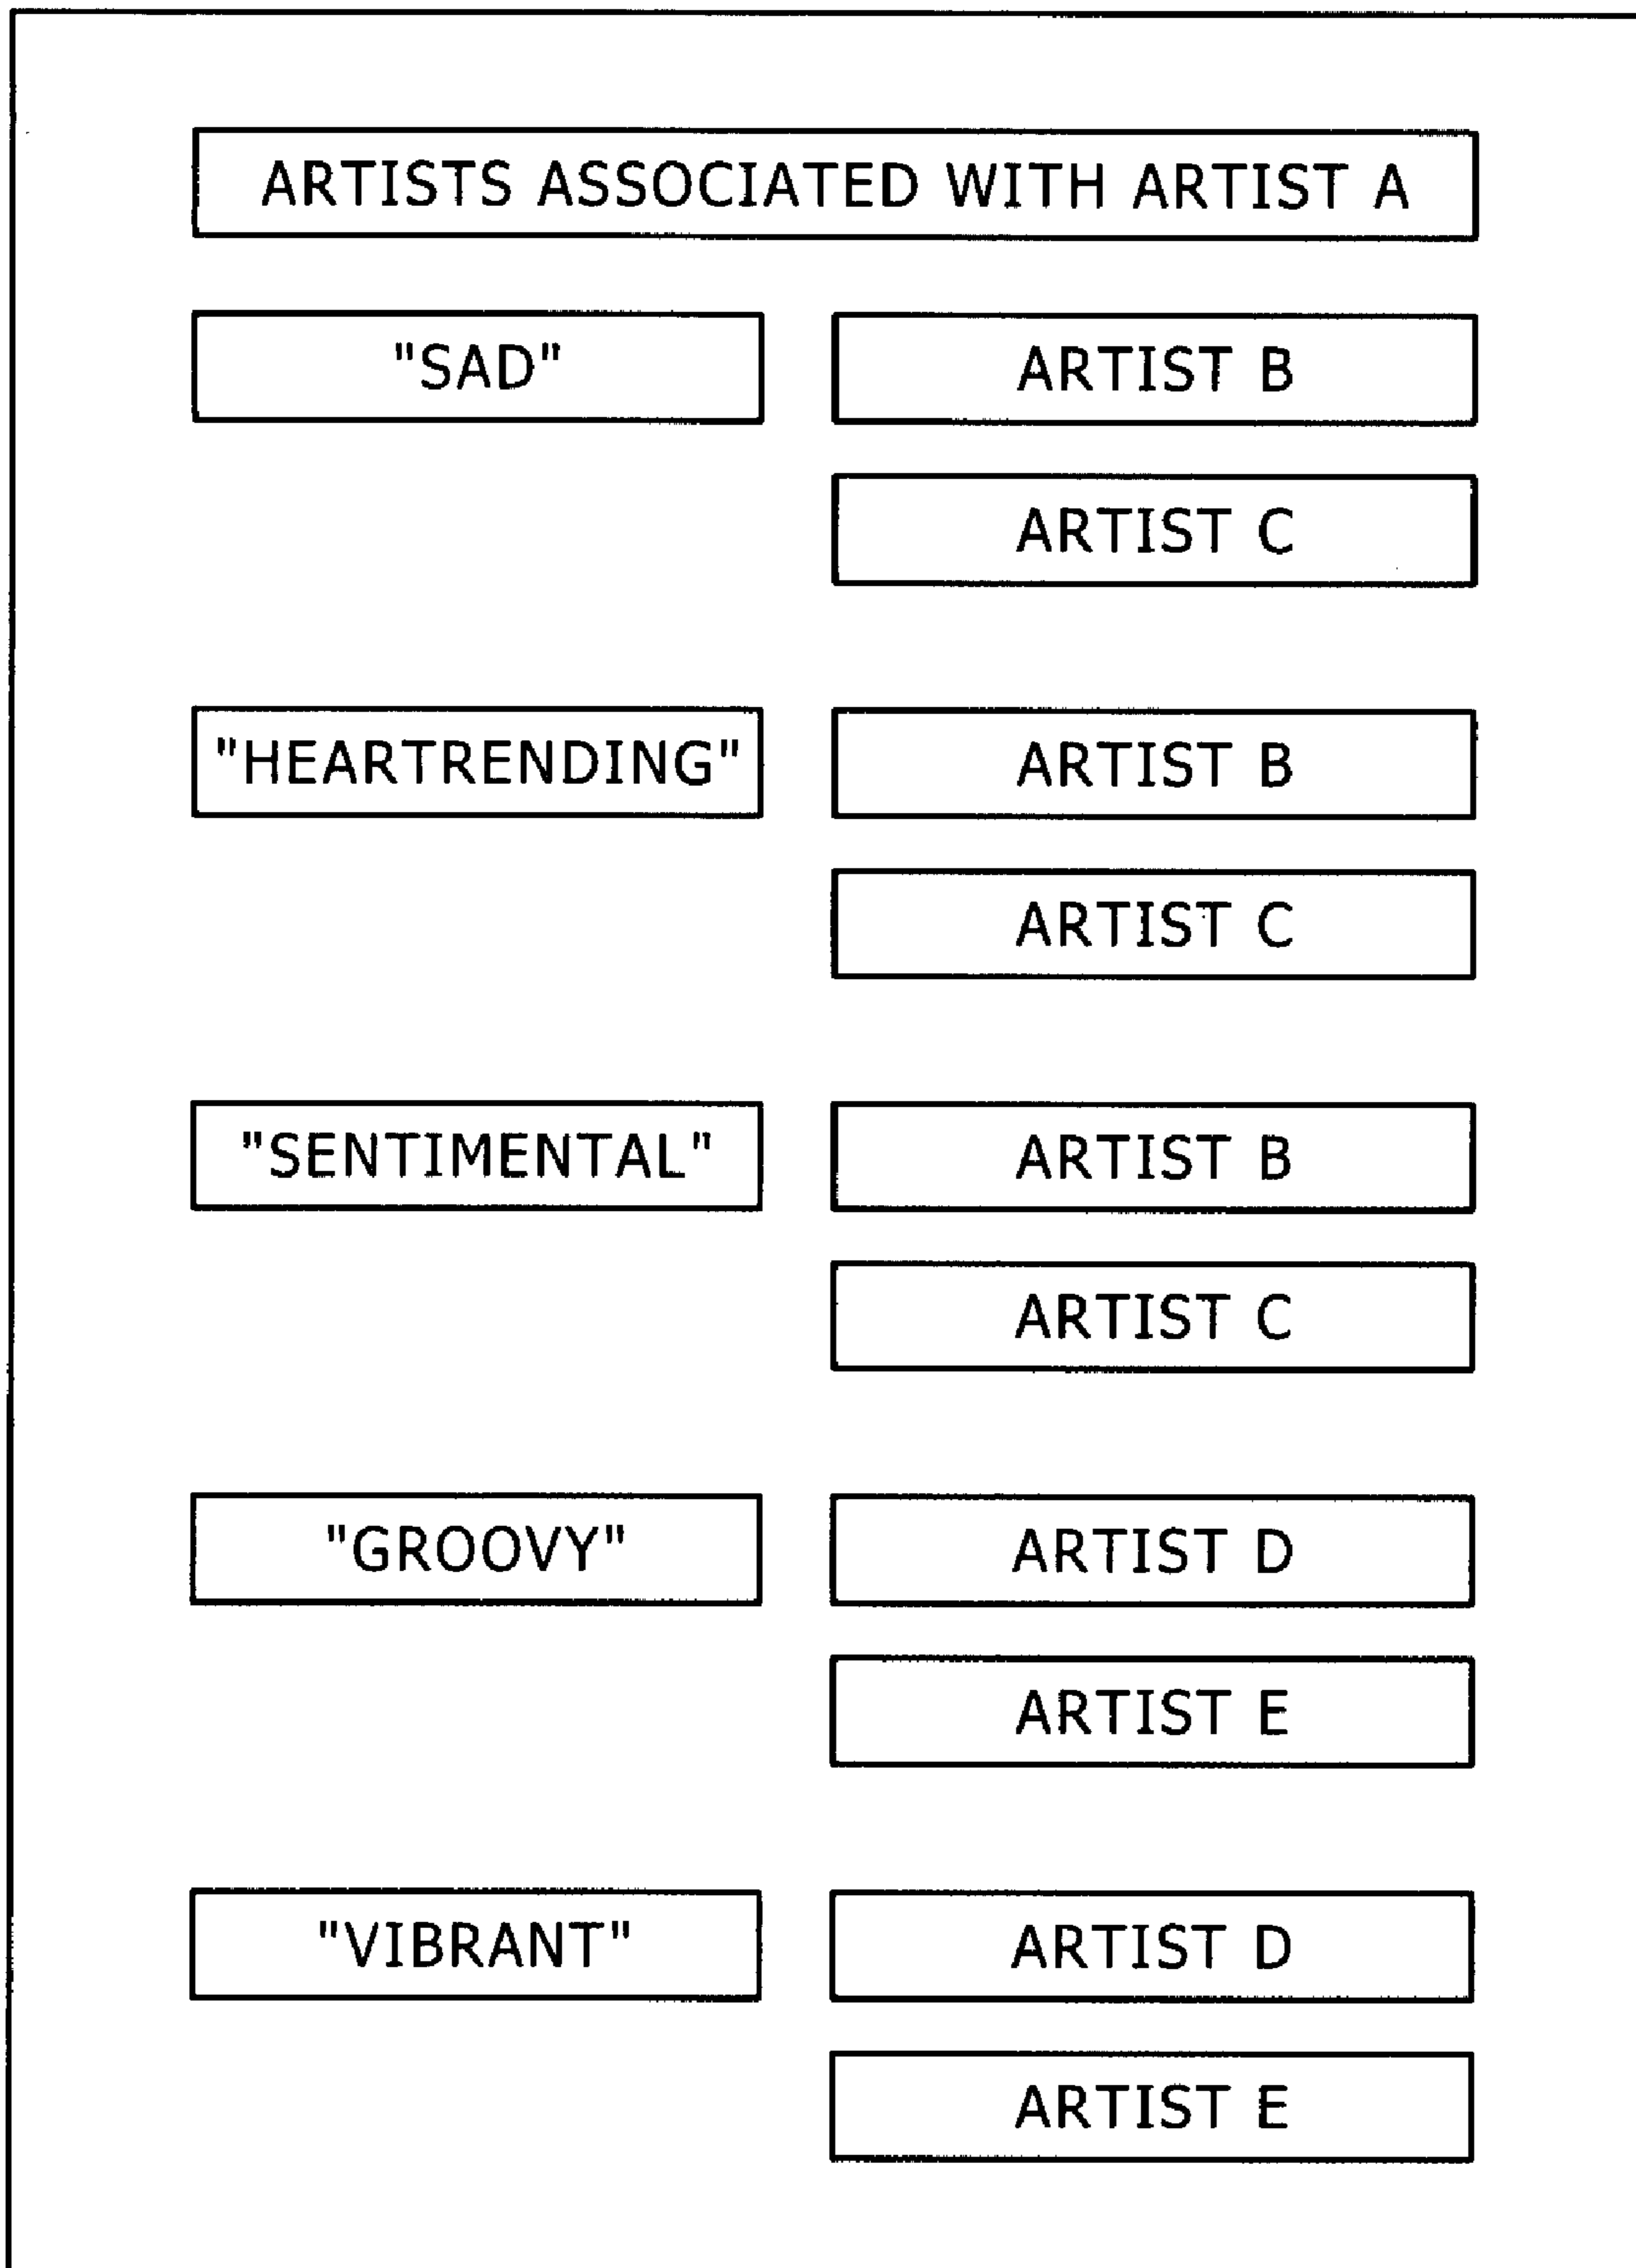 ARTISTS ASSOCIATED WITH ARTIST A
"SAD" ARTIST B
ARTIST C
"HEARTRENDING" ARTIST B
ARTIST C
"SENTIMENTAL" ARTIST B
ARTIST C
"GROOVY" ARTIST D
ARTIST E
"VIBRANT" ARTIST D
ARTIST E